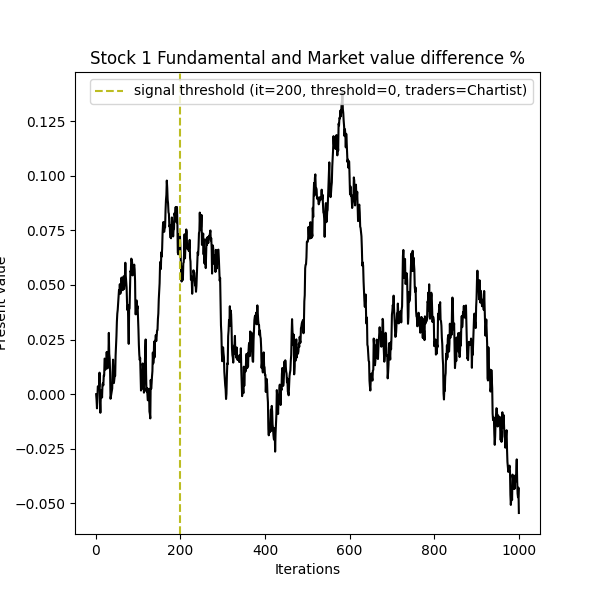 Stock 1 Fundamental and Market value difference %
signal threshold (it=200, threshold=0, traders=Chartist)
0.125
0.100
0.075
0.050
0.025
0.000
−0.025
−0.050
Present value
0 200 400 600 800 1000
Iterations